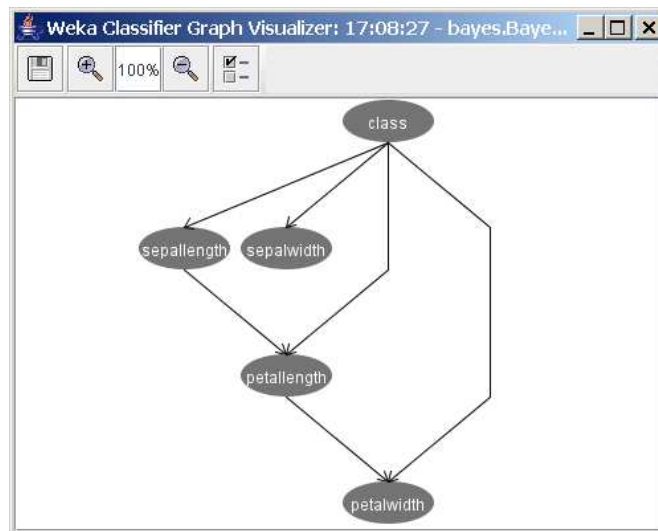 Weka Classifier Graph Visualizer: 17:08:27 - bayes.Baye...
100%
class
sepallength sepalwidth
petallength
petalwidth